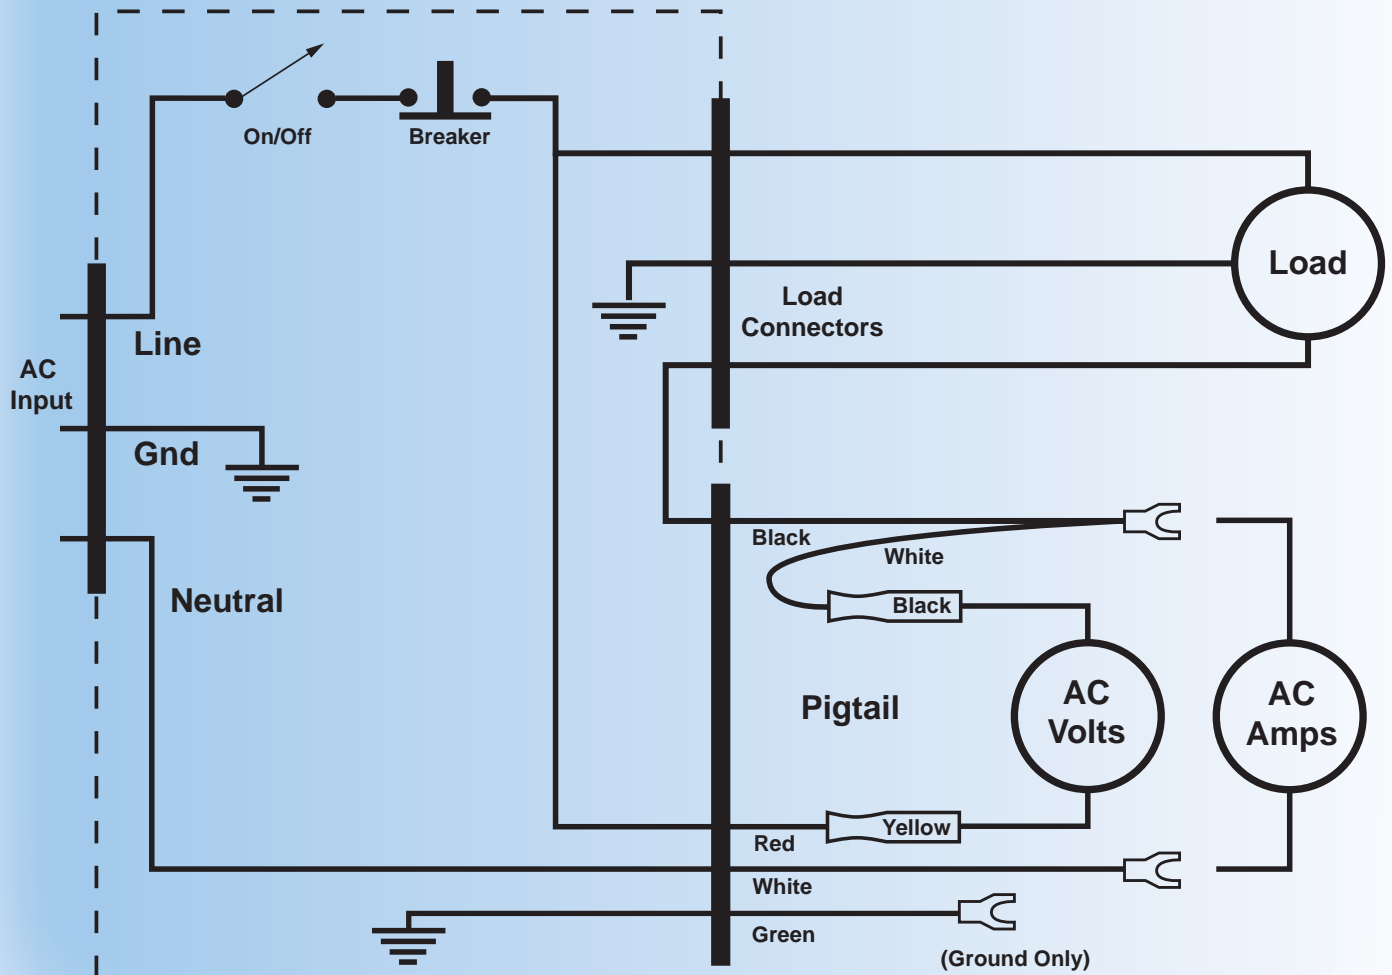 On/Off
Breaker
Load
Load
Connectors
Line
AC
Input
Gnd
Black
White
Neutral
Black
Pigtail
AC
Volts
AC
Amps
Yellow
Red
White
Green
(Ground Only)